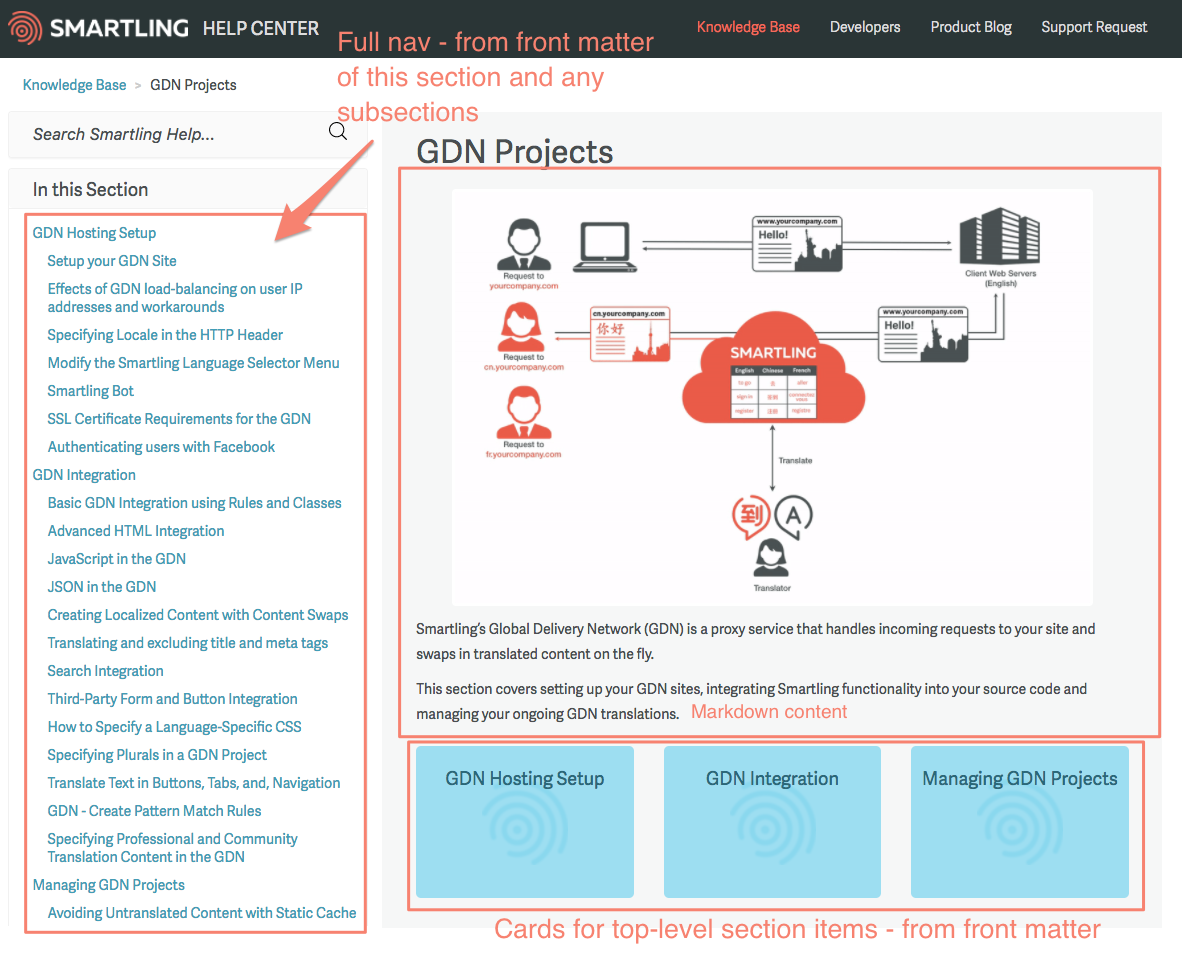 SMARTLING HELP CENTER
Knowledge Base Developers Product Blog Support Request
Full nav - from front matter
of this section and any
subsections
Knowledge Base > GDN Projects
Search Smartling Help...
In this Section
GDN Hosting Setup
Setup your GDN Site
Effects of GDN load-balancing on user IP
addresses and workarounds
Specifying Locale in the HTTP Header
Modify the Smartling Language Selector Menu
Smartling Bot
SSL Certificate Requirements for the GDN
Authenticating users with Facebook
GDN Integration
Basic GDN Integration using Rules and Classes
Advanced HTML Integration
JavaScript in the GDN
JSON in the GDN
Creating Localized Content with Content Swaps
Translating and excluding title and meta tags
Search Integration
Third-Party Form and Button Integration
How to Specify a Language-Specific CSS
Specifying Plurals in a GDN Project
Translate Text in Buttons, Tabs, and, Navigation
GDN - Create Pattern Match Rules
Specifying Professional and Community
Translation Content in the GDN
Managing GDN Projects
Avoiding Untranslated Content with Static Cache
GDN Projects
Request to
yourcompany.com
www.yourcompany.com
Hello!
Client Web Servers
(English)
Request to
cn.yourcompany.com
cn.yourcompany.com
你好
www.yourcompany.com
Hello!
SMARTLING
English Chinese French
to go 去 aller
sign in connectez
vous
register 注册 registre
Request to
fr.yourcompany.com
Translate
到 A
Translator
Smartling’s Global Delivery Network (GDN) is a proxy service that handles incoming requests to your site and
swaps in translated content on the fly.
This section covers setting up your GDN sites, integrating Smartling functionality into your source code and
managing your ongoing GDN translations. Markdown content
GDN Hosting Setup
GDN Integration
Managing GDN Projects
Cards for top-level section items - from front matter